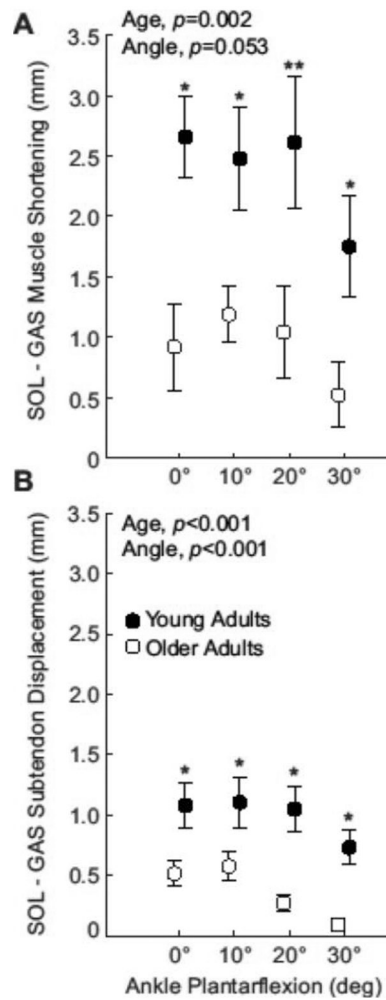 A
Age, p=0.002
Angle, p=0.053
SOL - GAS Muscle Shortening (mm)
3.5
3.0
2.5
2.0
1.5
1.0
0.5
0
* * ** *
0° 10° 20° 30°
B
Age, p<0.001
Angle, p<0.001
Young Adults
Older Adults
SOL - GAS Subtendon Displacement (mm)
3.5
3.0
2.5
2.0
1.0
1.0
0.5
0
* * * *
0° 10° 20° 30°
Ankle Plantarflexion (deg)